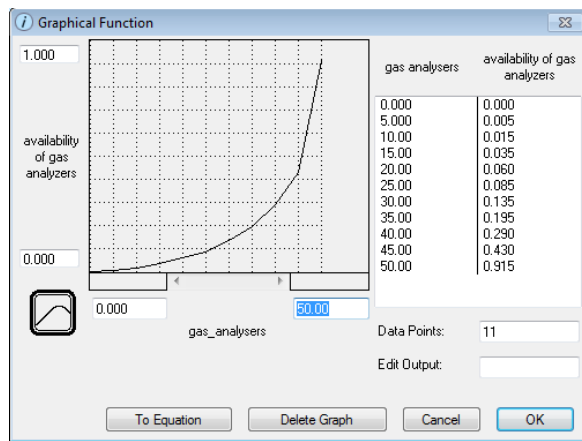 Graphical Function
1.000
availability
of gas
analyzers
0.000
0.000
50.00
gas_analysers
gas analysers
availability of gas
analyzers
0.000 0.000
5.000 0.005
10.00 0.015
15.00 0.035
20.00 0.060
25.00 0.085
30.00 0.135
35.00 0.195
40.00 0.290
45.00 0.430
50.00 0.915
Data Points: 11
Edit Output:
To Equation
Delete Graph
Cancel
OK